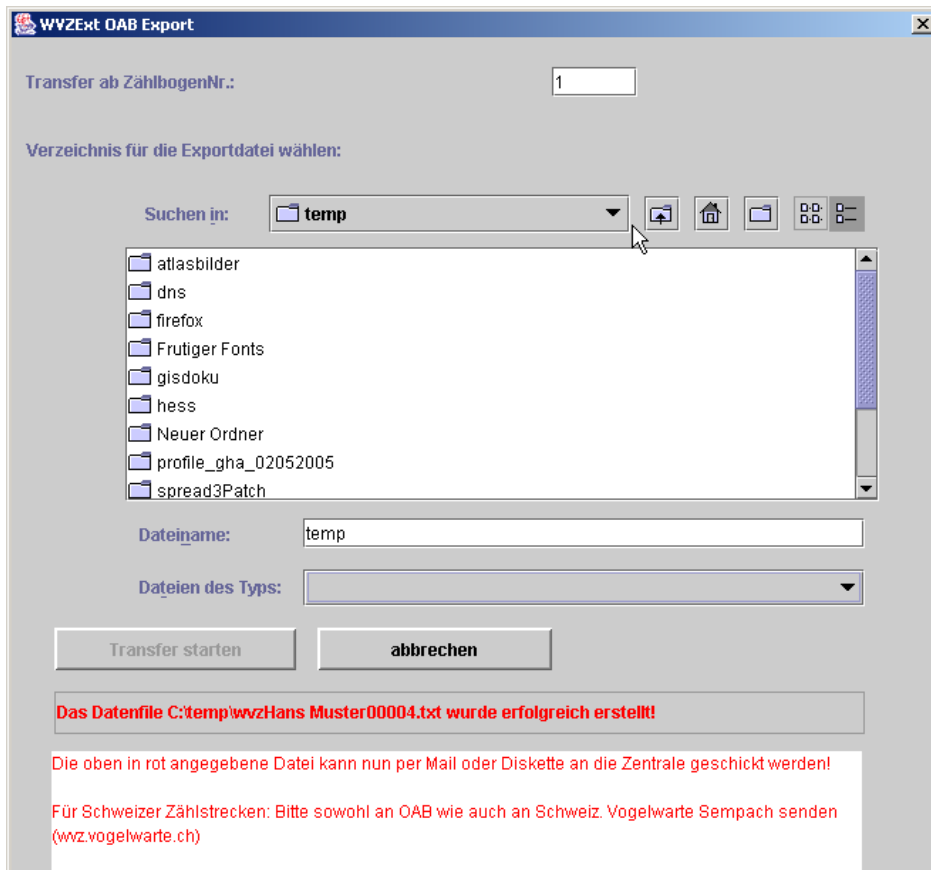 WVZExt OAB Export
Transfer ab ZählbogenNr.: 1
Verzeichnis für die Exportdatei wählen:
Suchen in: temp
atlasbilder
dns
firefox
Frutiger Fonts
gisdoku
hess
Neuer Ordner
profile_gha_02052005
spread3Patch
Dateiname: temp
Dateien des Typs:
Transfer starten abbrechen
Das Datenfile C:\temp\wvzHans Muster00004.txt wurde erfolgreich erstellt!
Die oben in rot angegebene Datei kann nun per Mail oder Diskette an die Zentrale geschickt werden!
Für Schweizer Zählstrecken: Bitte sowohl an OAB wie auch an Schweiz. Vogelwarte Sempach senden
(wvz.vogelwarte.ch)